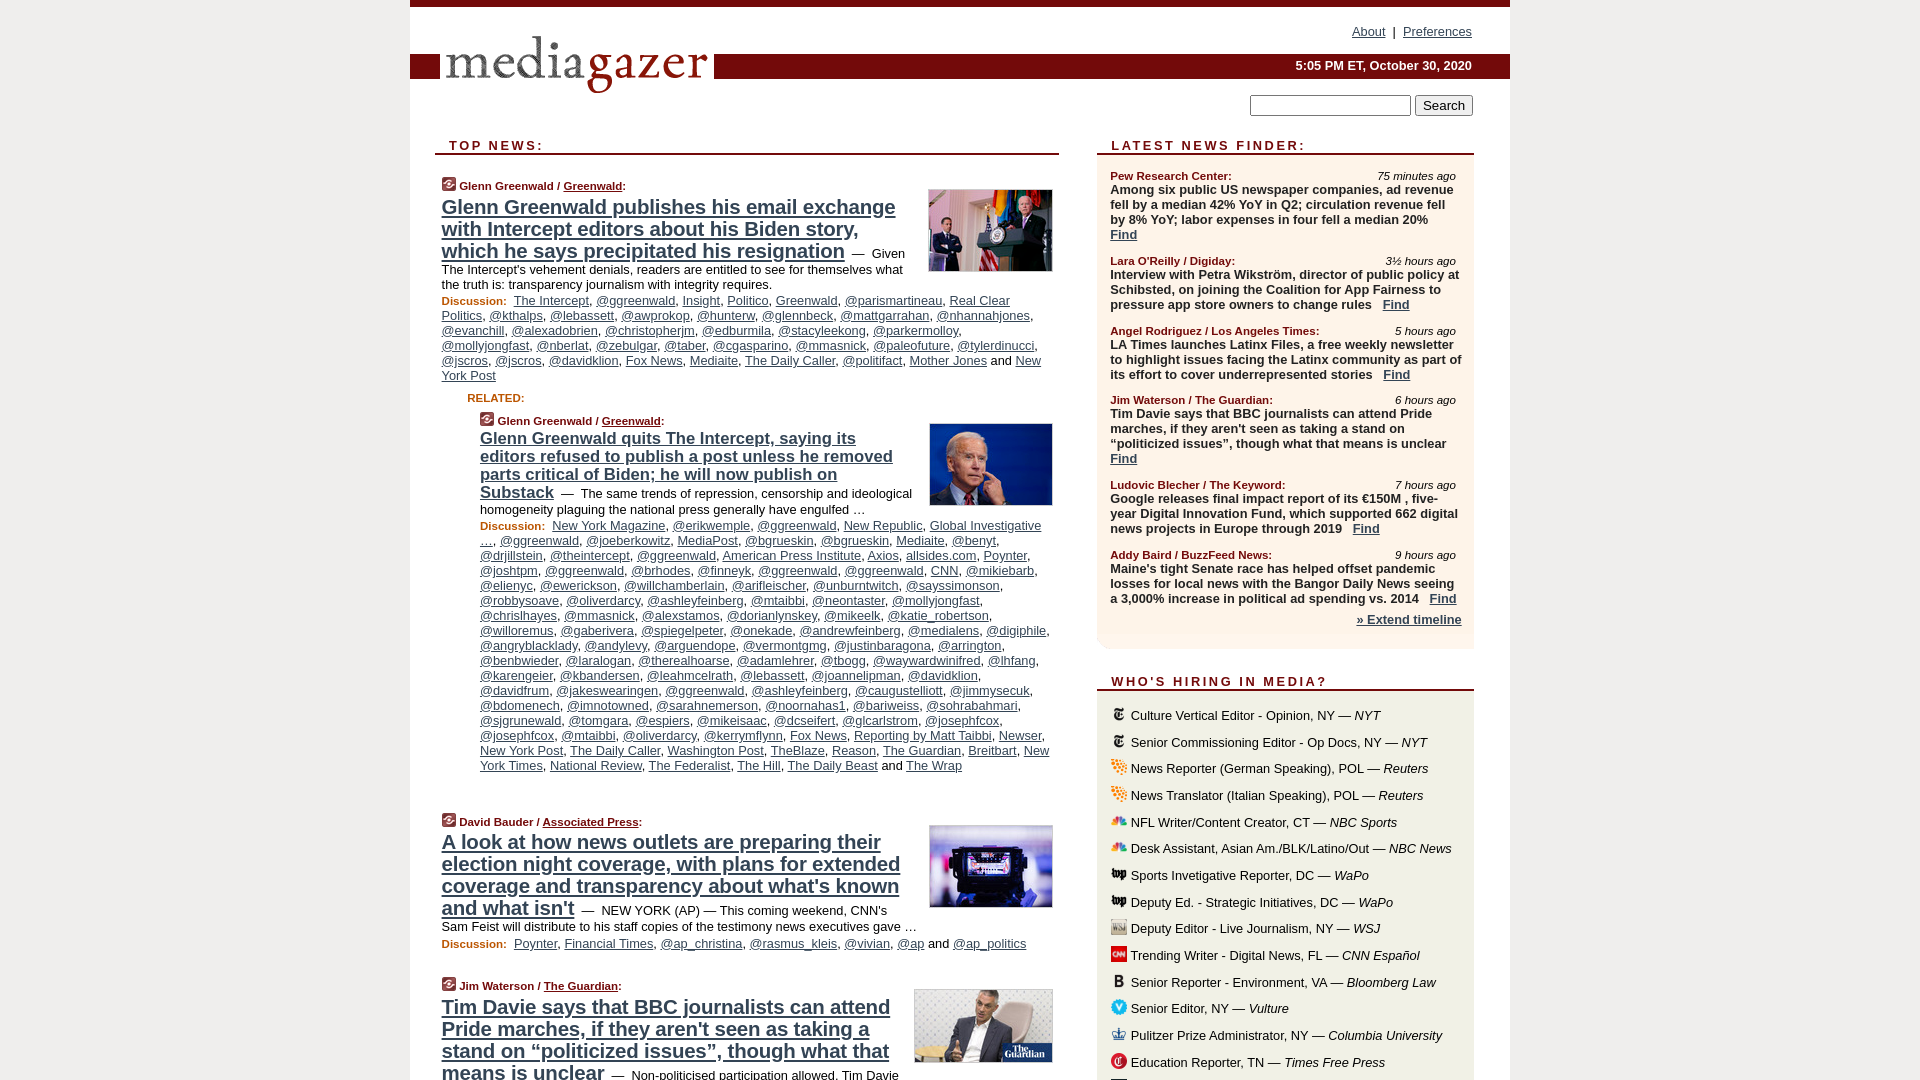 About | Preferences
mediagazer
5:05 PM ET, October 30, 2020
Search
TOP NEWS:
Glenn Greenwald / Greenwald:
Glenn Greenwald publishes his email exchange
with Intercept editors about his Biden story,
which he says precipitated his resignation — Given
The Intercept's vehement denials, readers are entitled to see for themselves what
the truth is: transparency journalism with integrity requires.
Discussion: The Intercept, @ggreenwald, Insight, Politico, Greenwald, @parismartineau, Real Clear
Politics, @kthalps, @lebassett, @awprokop, @hunterw, @glennbeck, @mattgarrahan, @nhannahjones,
@evanchill, @alexadobrien, @christopherjm, @edburmila, @stacyleekong, @parkermolloy,
@mollyjongfast, @nberlat, @zebulgar, @taber, @cgasparino, @mmasnick, @paleofuture, @tylerdinucci,
@jscros, @jscros, @davidklion, Fox News, Mediaite, The Daily Caller, @politifact, Mother Jones and New
York Post
RELATED:
Glenn Greenwald / Greenwald:
Glenn Greenwald quits The Intercept, saying its
editors refused to publish a post unless he removed
parts critical of Biden; he will now publish on
Substack — The same trends of repression, censorship and ideological
homogeneity plaguing the national press generally have engulfed …
Discussion: New York Magazine, @erikwemple, @ggreenwald, New Republic, Global Investigative
…, @ggreenwald, @joeberkowitz, MediaPost, @bgrueskin, @bgrueskin, Mediaite, @benyt,
@drjillstein, @theintercept, @ggreenwald, American Press Institute, Axios, allsides.com, Poynter,
@joshtpm, @ggreenwald, @brhodes, @finneyk, @ggreenwald, @ggreenwald, CNN, @mikiebarb,
@elienyc, @ewerickson, @willchamberlain, @arifleischer, @unburntwitch, @sayssimonson,
@robbysoave, @oliverdarcy, @ashleyfeinberg, @mtaibbi, @neontaster, @mollyjongfast,
@chrislhayes, @mmasnick, @alexstamos, @dorianlynskey, @mikeelk, @katie_robertson,
@willoremus, @gaberivera, @spiegelpeter, @onekade, @andrewfeinberg, @medialens, @digiphile,
@angryblacklady, @andylevy, @arguendope, @vermontgmg, @justinbaragona, @arrington,
@benbwieder, @laralogan, @therealhoarse, @adamlehrer, @tbogg, @waywardwinifred, @lhfang,
@karengeier, @kbandersen, @leahmcelrath, @lebassett, @joannelipman, @davidklion,
@davidfrum, @jakeswearingen, @ggreenwald, @ashleyfeinberg, @caugustelliott, @jimmysecuk,
@bdomenech, @imnotowned, @sarahnemerson, @noornahas1, @bariweiss, @sohrabahmari,
@sjgrunewald, @tomgara, @espiers, @mikeisaac, @dcseifert, @glcarlstrom, @josephfcox,
@josephfcox, @mtaibbi, @oliverdarcy, @kerrymflynn, Fox News, Reporting by Matt Taibbi, Newser,
New York Post, The Daily Caller, Washington Post, TheBlaze, Reason, The Guardian, Breitbart, New
York Times, National Review, The Federalist, The Hill, The Daily Beast and The Wrap
David Bauder / Associated Press:
A look at how news outlets are preparing their
election night coverage, with plans for extended
coverage and transparency about what's known
and what isn't — NEW YORK (AP) — This coming weekend, CNN's
Sam Feist will distribute to his staff copies of the testimony news executives gave …
Discussion: Poynter, Financial Times, @ap_christina, @rasmus_kleis, @vivian, @ap and @ap_politics
Jim Waterson / The Guardian:
Tim Davie says that BBC journalists can attend
Pride marches, if they aren't seen as taking a
stand on “politicized issues”, though what that
means is unclear — Non-politicised participation allowed, Tim Davie
The
Guardian
LATEST NEWS FINDER:
Pew Research Center: 75 minutes ago
Among six public US newspaper companies, ad revenue
fell by a median 42% YoY in Q2; circulation revenue fell
by 8% YoY; labor expenses in four fell a median 20%
Find
Lara O'Reilly / Digiday: 3½ hours ago
Interview with Petra Wikström, director of public policy at
Schibsted, on joining the Coalition for App Fairness to
pressure app store owners to change rules Find
Angel Rodriguez / Los Angeles Times: 5 hours ago
LA Times launches Latinx Files, a free weekly newsletter
to highlight issues facing the Latinx community as part of
its effort to cover underrepresented stories Find
Jim Waterson / The Guardian: 6 hours ago
Tim Davie says that BBC journalists can attend Pride
marches, if they aren't seen as taking a stand on
“politicized issues”, though what that means is unclear
Find
Ludovic Blecher / The Keyword: 7 hours ago
Google releases final impact report of its €150M , five-
year Digital Innovation Fund, which supported 662 digital
news projects in Europe through 2019 Find
Addy Baird / BuzzFeed News: 9 hours ago
Maine's tight Senate race has helped offset pandemic
losses for local news with the Bangor Daily News seeing
a 3,000% increase in political ad spending vs. 2014 Find
» Extend timeline
WHO'S HIRING IN MEDIA?
Culture Vertical Editor - Opinion, NY — NYT
Senior Commissioning Editor - Op Docs, NY — NYT
News Reporter (German Speaking), POL — Reuters
News Translator (Italian Speaking), POL — Reuters
NFL Writer/Content Creator, CT — NBC Sports
Desk Assistant, Asian Am./BLK/Latino/Out — NBC News
Sports Invetigative Reporter, DC — WaPo
Deputy Ed. - Strategic Initiatives, DC — WaPo
Deputy Editor - Live Journalism, NY — WSJ
Trending Writer - Digital News, FL — CNN Español
Senior Reporter - Environment, VA — Bloomberg Law
Senior Editor, NY — Vulture
Pulitzer Prize Administrator, NY — Columbia University
Education Reporter, TN — Times Free Press